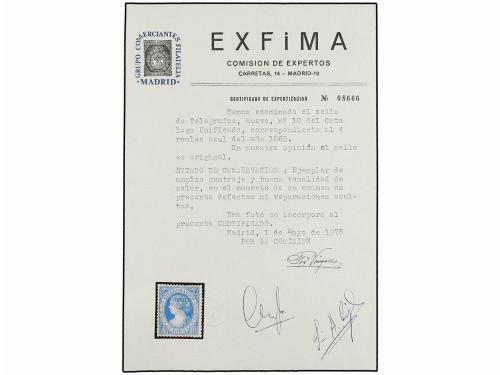 GRUPO COMERCIANTES FILATELIA
·MADRID·
EXFiMA
COMISION DE EXPERTOS
CARRETAS, 14 - MADRID-12
CERTIFICADO DE EXPERTIZACION Nº 08666
Hemos examinado el sello
de Telégrafos, nuevo, nº 10 del Catá
logo Unificado, correspondiente al 4
reales azul del año 1865.
En nuestra opinión el sello
es original.
ESTADO DE CONSERVACION : Ejemplar de
amplio centraje y buena tonalidad de
color, en el momento de su examen no
presenta defectos ni reparaciones ocul-
tas.
Una foto se incorpora al
presente CERTIFICADO.
Madrid, 1 de Mayo de 1978
POR LA COMISION